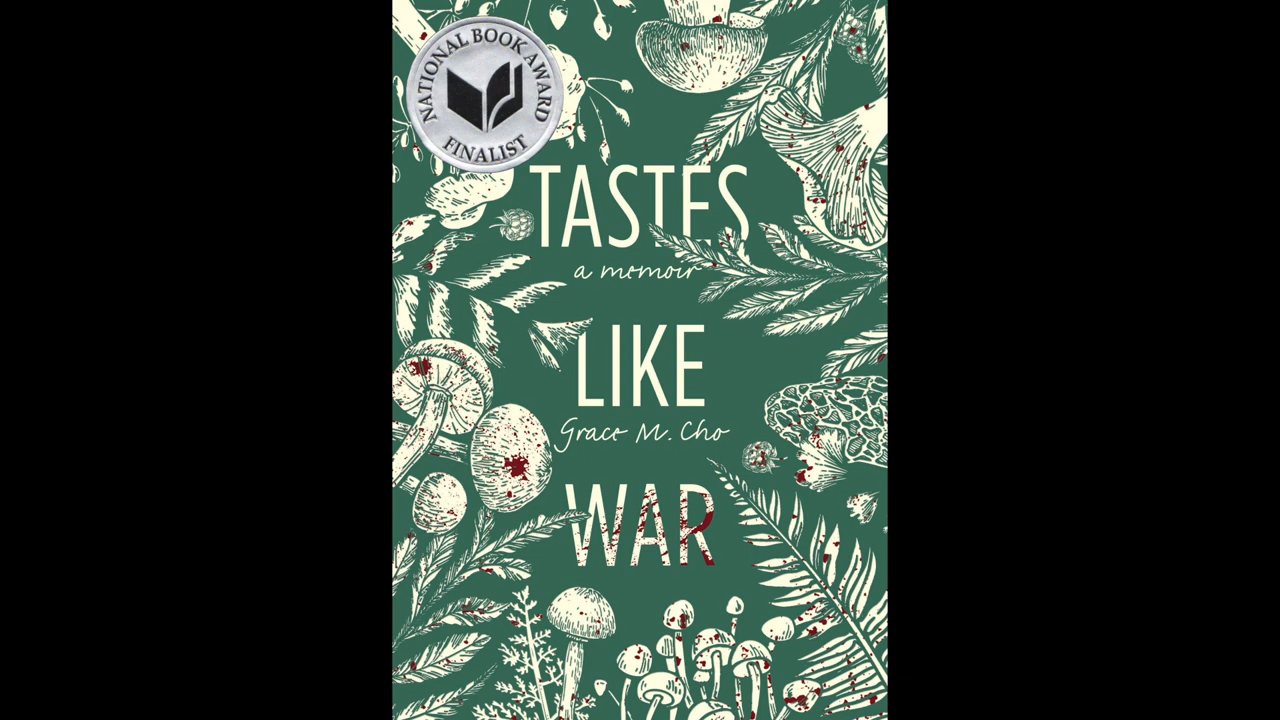 NATIONAL BOOK AWARD
FINALIST
TASTES
a memoir
LIKE
Grace M. Cho
WAR